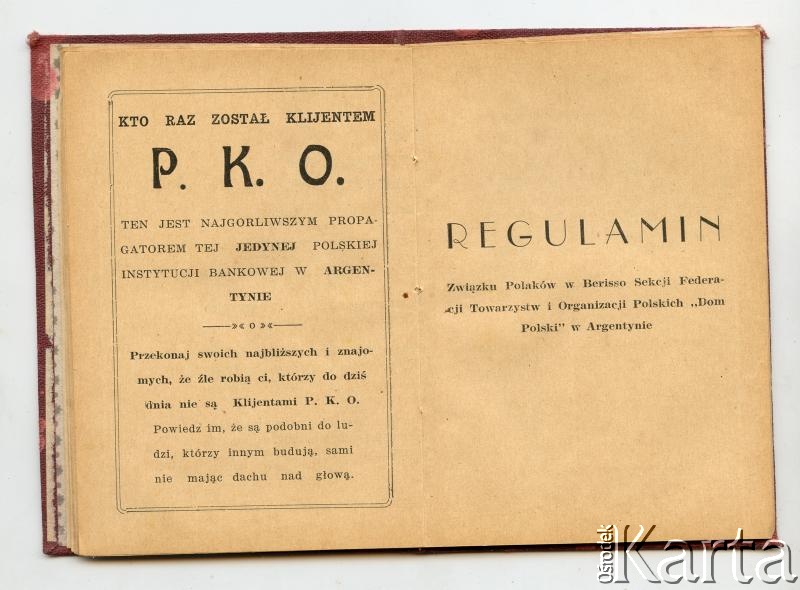 KTO RAZ ZOSTAŁ KLIJENTEM
P. K. O.
TEN JEST NAJGORLIWSZYM PROPA-
GATOREM TEJ JEDYNEJ POLSKIEJ
INSTYTUCJI BANKOWEJ W ARGEN-
TYNIE
—»« o »«—
Przekonaj swoich najbliższych i znajo-
mych, że źle robią ci, którzy do dziś
dnia nie są Klijentami P. K. O.
Powiedz im, że są podobni do lu-
dzi, którzy innym budują, sami
nie mając dachu nad głową.
REGULAMIN
Związku Polaków w Berisso Sekcji Federa-
cji Towarzystw i Organizacji Polskich „Dom
Polski" w Argentynie
ośrodek Karta